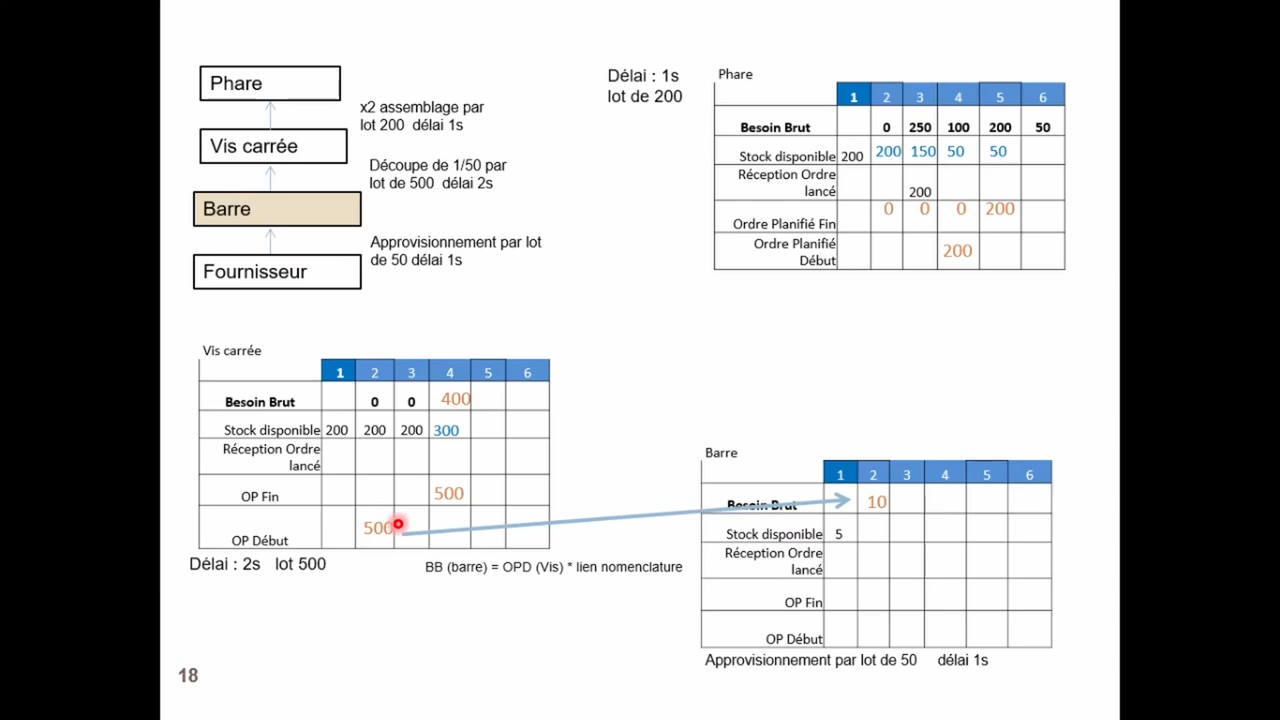 Phare
x2 assemblage par
lot 200 délai 1s
Vis carrée
Découpe de 1/50 par
lot de 500 délai 2s
Barre
Approvisionnement par lot
de 50 délai 1s
Fournisseur
Délai : 1s
lot de 200
Phare
1 2 3 4 5 6
Besoin Brut 0 250 100 200 50
Stock disponible 200 200 150 50 50
Réception Ordre
lancé 200
Ordre Planifié Fin 0 0 0 200
Ordre Planifié
Début 200
Vis carrée
1 2 3 4 5 6
Besoin Brut 0 0 400
Stock disponible 200 200 200 300
Réception Ordre
lancé
OP Fin 500
OP Début 500
Délai : 2s lot 500
BB (barre) = OPD (Vis) * lien nomenclature
Barre
1 2 3 4 5 6
Besoin Brut 10
Stock disponible 5
Réception Ordre
lancé
OP Fin
OP Début
Approvisionnement par lot de 50 délai 1s
18